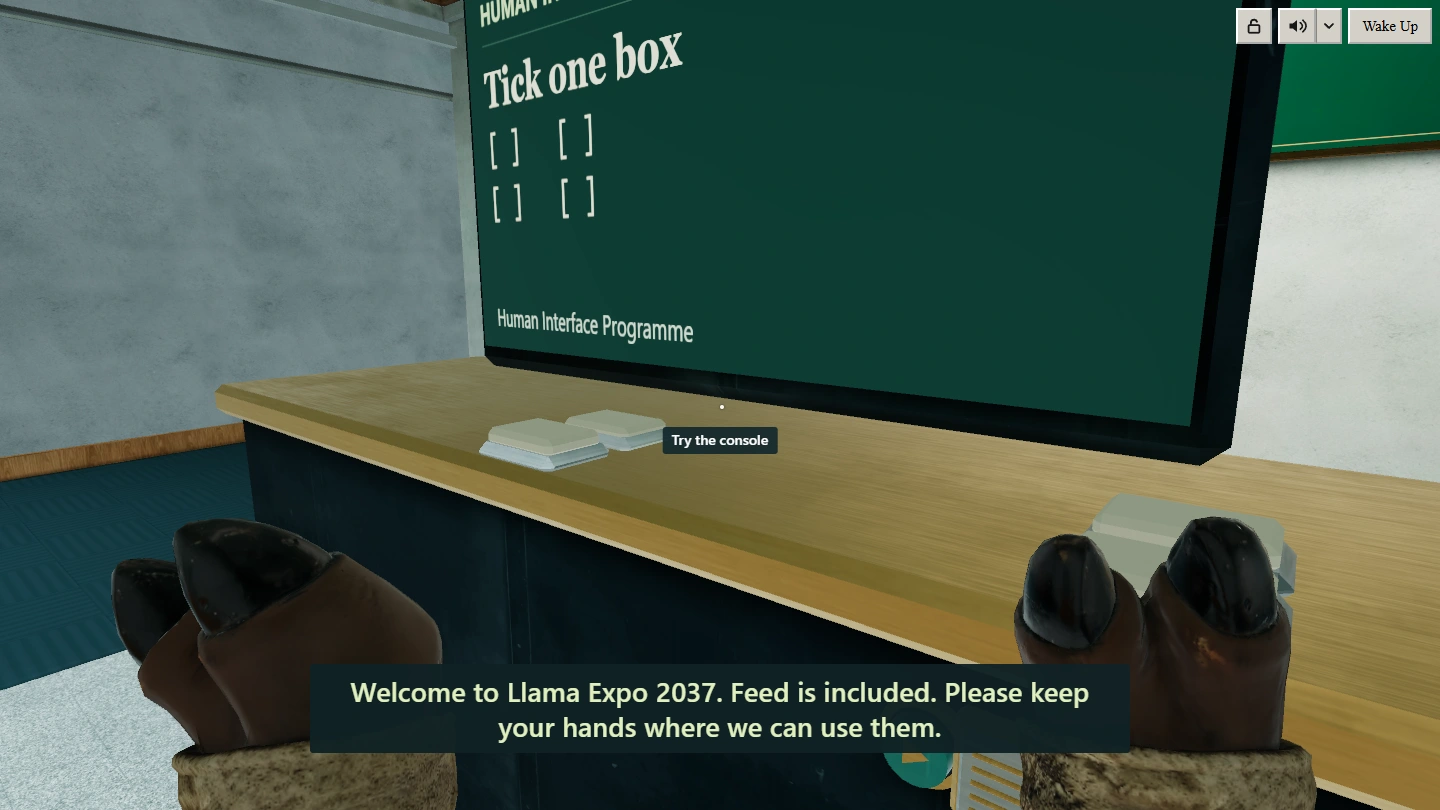 Wake Up
HUMAN
Tick one box
[ ] [ ]
[ ] [ ]
Human Interface Programme
Try the console
Welcome to Llama Expo 2037. Feed is included. Please keep
your hands where we can use them.